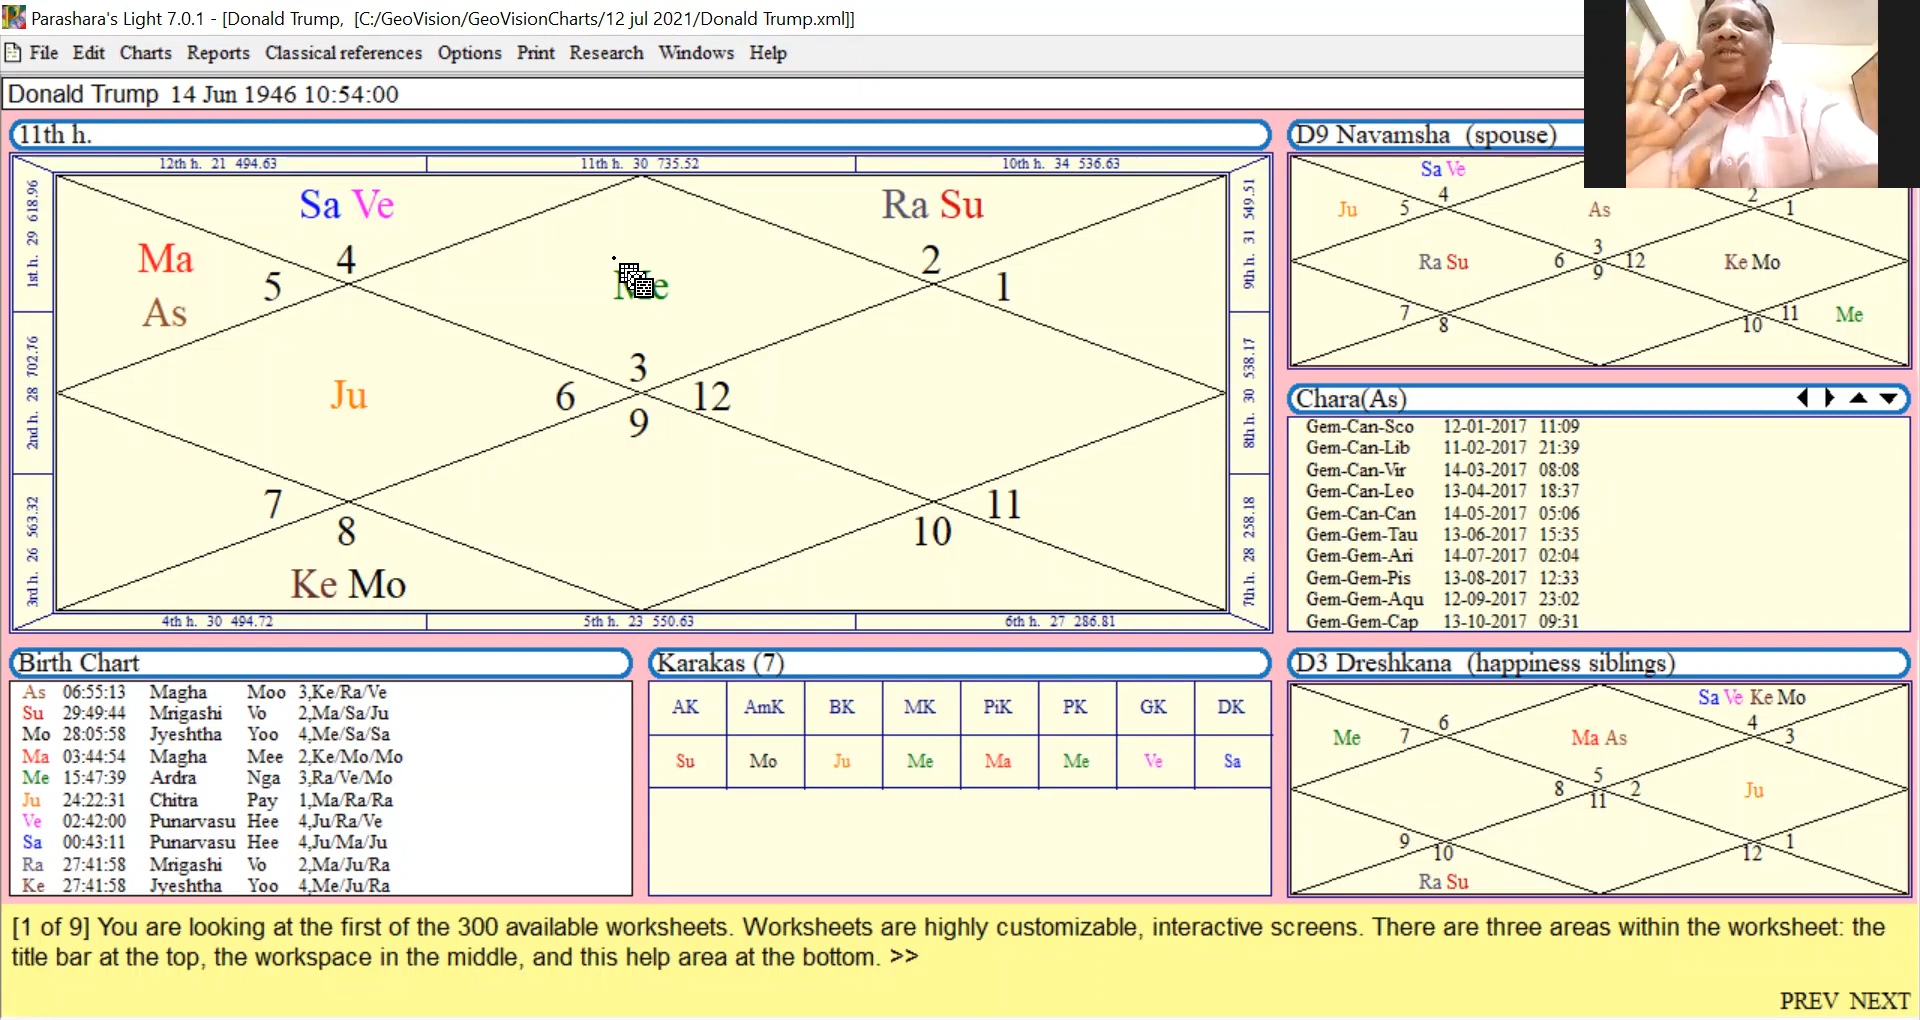 Parashara's Light 7.0.1 - [Donald Trump,  [C:/GeoVision/GeoVisionCharts/12 jul 2021/Donald Trump.xml]]
File Edit Charts Reports Classical references Options Print Research Windows Help
Donald Trump 14 Jun 1946 10:54:00
11th h.
12th h. 21 494.63
11th h. 30 735.52
10th h. 34 536.63
1st h. 29 618.96
2nd h. 28 702.76
3rd h. 26 563.32
Sa Ve
Ra Su
Ma
4
2
As
5
Me
1
3
Ju
6
12
9
7
11
8
10
Ke Mo
9th h. 31 549.51
8th h. 30 538.17
7th h. 28 258.18
4th h. 30 494.72
5th h. 23 550.63
6th h. 27 286.81
D9 Navamsha (spouse)
Sa Ve
4
2
Ju 5
As
1
3
Ra Su 6
12 Ke Mo
9
7
11 Me
8
10
Chara(As)
Gem-Can-Sco 12-01-2017 11:09
Gem-Can-Lib 11-02-2017 21:39
Gem-Can-Vir 14-03-2017 08:08
Gem-Can-Leo 13-04-2017 18:37
Gem-Can-Can 14-05-2017 05:06
Gem-Gem-Tau 13-06-2017 15:35
Gem-Gem-Ari 14-07-2017 02:04
Gem-Gem-Pis 13-08-2017 12:33
Gem-Gem-Aqu 12-09-2017 23:02
Gem-Gem-Cap 13-10-2017 09:31
Birth Chart
As 06:55:13 Magha Moo 3,Ke/Ra/Ve
Su 29:49:44 Mrigashi Vo 2,Ma/Sa/Ju
Mo 28:05:58 Jyeshtha Yoo 4,Me/Sa/Sa
Ma 03:44:54 Magha Mee 2,Ke/Mo/Mo
Me 15:47:39 Ardra Nga 3,Ra/Ve/Mo
Ju 24:22:31 Chitra Pay 1,Ma/Ra/Ra
Ve 02:42:00 Punarvasu Hee 4,Ju/Ra/Ve
Sa 00:43:11 Punarvasu Hee 4,Ju/Ma/Ju
Ra 27:41:58 Mrigashi Vo 2,Ma/Ju/Ra
Ke 27:41:58 Jyeshtha Yoo 4,Me/Ju/Ra
Karakas (7)
AK AmK BK MK PiK PK GK DK
Su Mo Ju Me Ma Me Ve Sa
D3 Dreshkana (happiness siblings)
Sa Ve Ke Mo
6
4
Me 7
Ma As
3
5
8
2 Ju
11
9
1
10
12
Ra Su
[1 of 9] You are looking at the first of the 300 available worksheets. Worksheets are highly customizable, interactive screens. There are three areas within the worksheet: the
title bar at the top, the workspace in the middle, and this help area at the bottom. >>
PREV NEXT